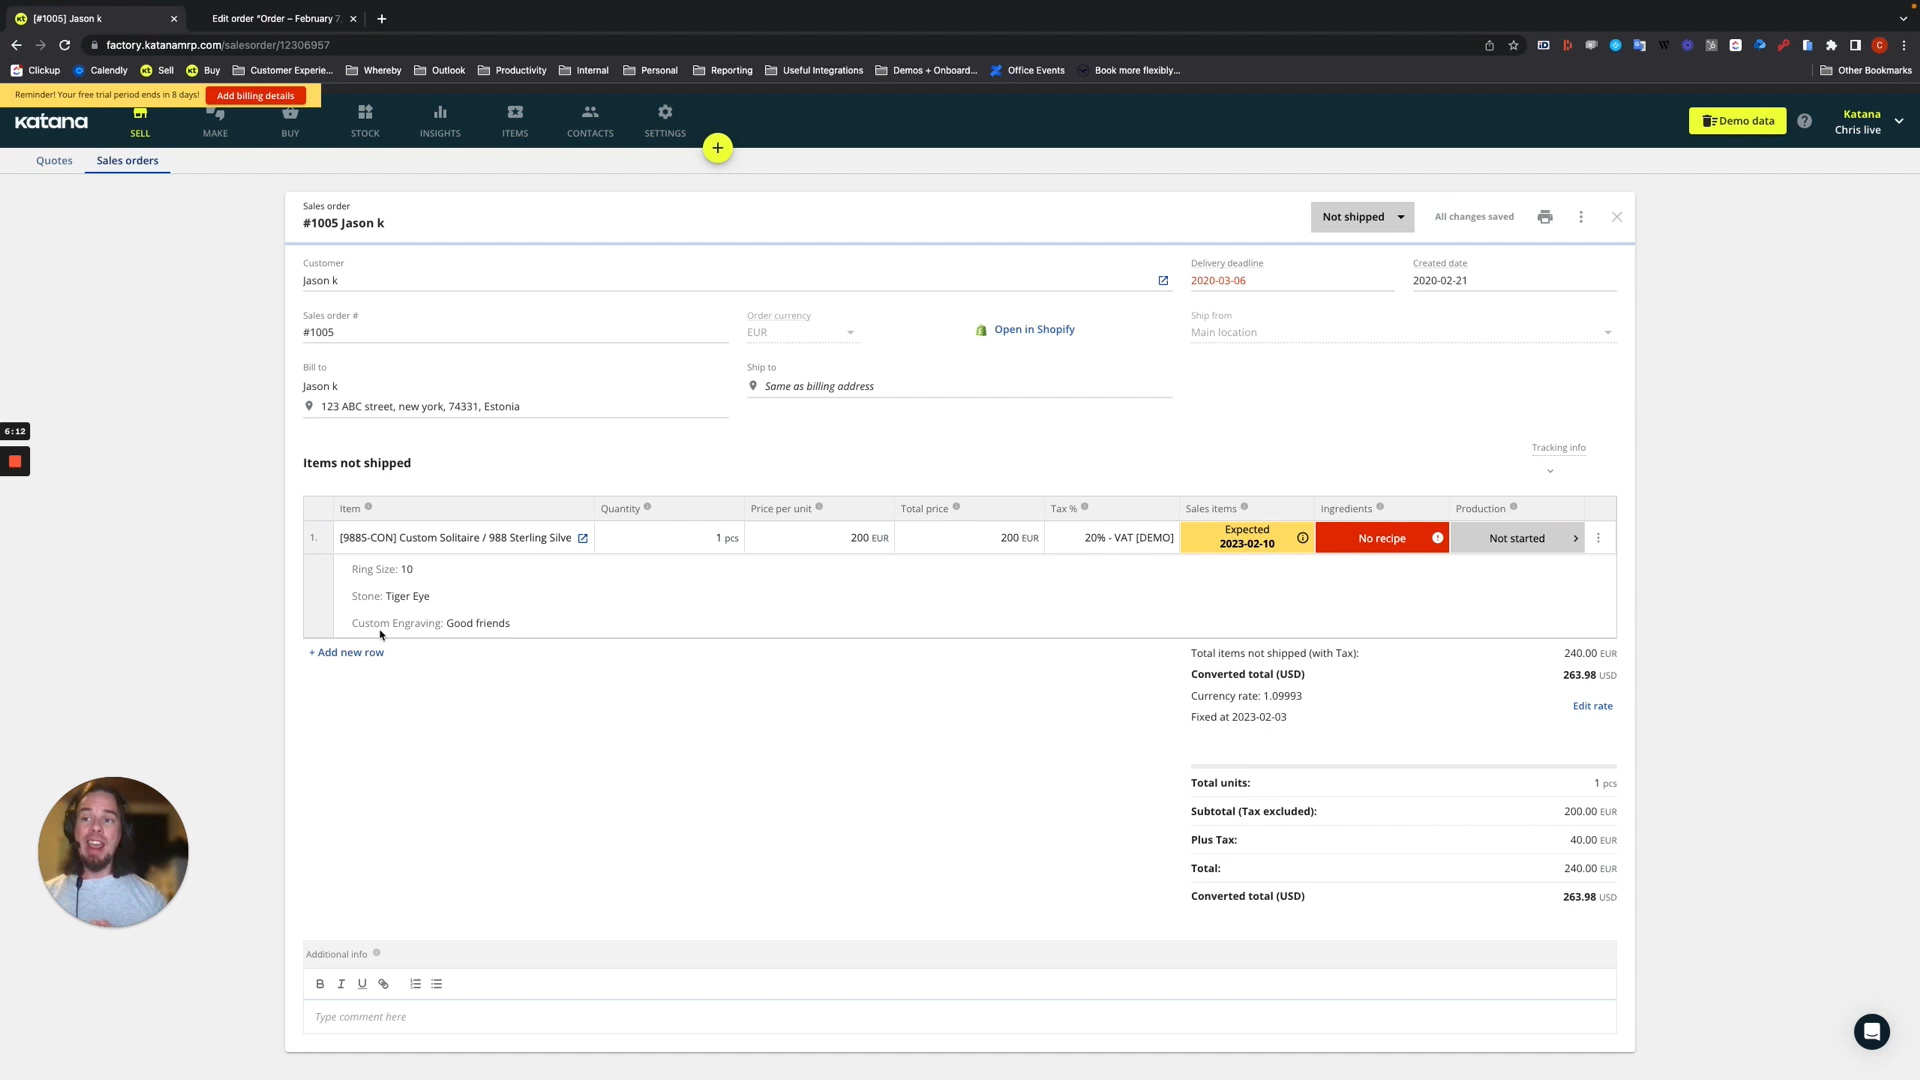 [#1005] Jason k
Edit order "Order – February 7,
factory.katanamrp.com/salesorder/12306957
Clickup
Calendly
Sell
Buy
Customer Experie...
Whereby
Outlook
Productivity
Internal
Personal
Reporting
Useful Integrations
Demos + Onboard...
Office Events
Book more flexibly...
Other Bookmarks
Reminder! Your free trial period ends in 8 days!
Add billing details
katana
SELL
MAKE
BUY
STOCK
INSIGHTS
ITEMS
CONTACTS
SETTINGS
Demo data
Katana
Chris live
Quotes
Sales orders
Sales order
#1005 Jason k
Not shipped
All changes saved
Customer
Jason k
Delivery deadline
2020-03-06
Created date
2020-02-21
Sales order #
#1005
Order currency
EUR
Open in Shopify
Ship from
Main location
Bill to
Jason k
123 ABC street, new york, 74331, Estonia
Ship to
Same as billing address
6:12
Items not shipped
Tracking info
Item
Quantity
Price per unit
Total price
Tax %
Sales items
Ingredients
Production
1.
[988S-CON] Custom Solitaire / 988 Sterling Silve
1 pcs
200 EUR
200 EUR
20% - VAT [DEMO]
Expected
2023-02-10
No recipe
Not started
Ring Size: 10
Stone: Tiger Eye
Custom Engraving: Good friends
+ Add new row
Total items not shipped (with Tax): 240.00 EUR
Converted total (USD) 263.98 USD
Currency rate: 1.09993
Edit rate
Fixed at 2023-02-03
Total units: 1 pcs
Subtotal (Tax excluded): 200.00 EUR
Plus Tax: 40.00 EUR
Total: 240.00 EUR
Converted total (USD) 263.98 USD
Additional info
B I U
Type comment here